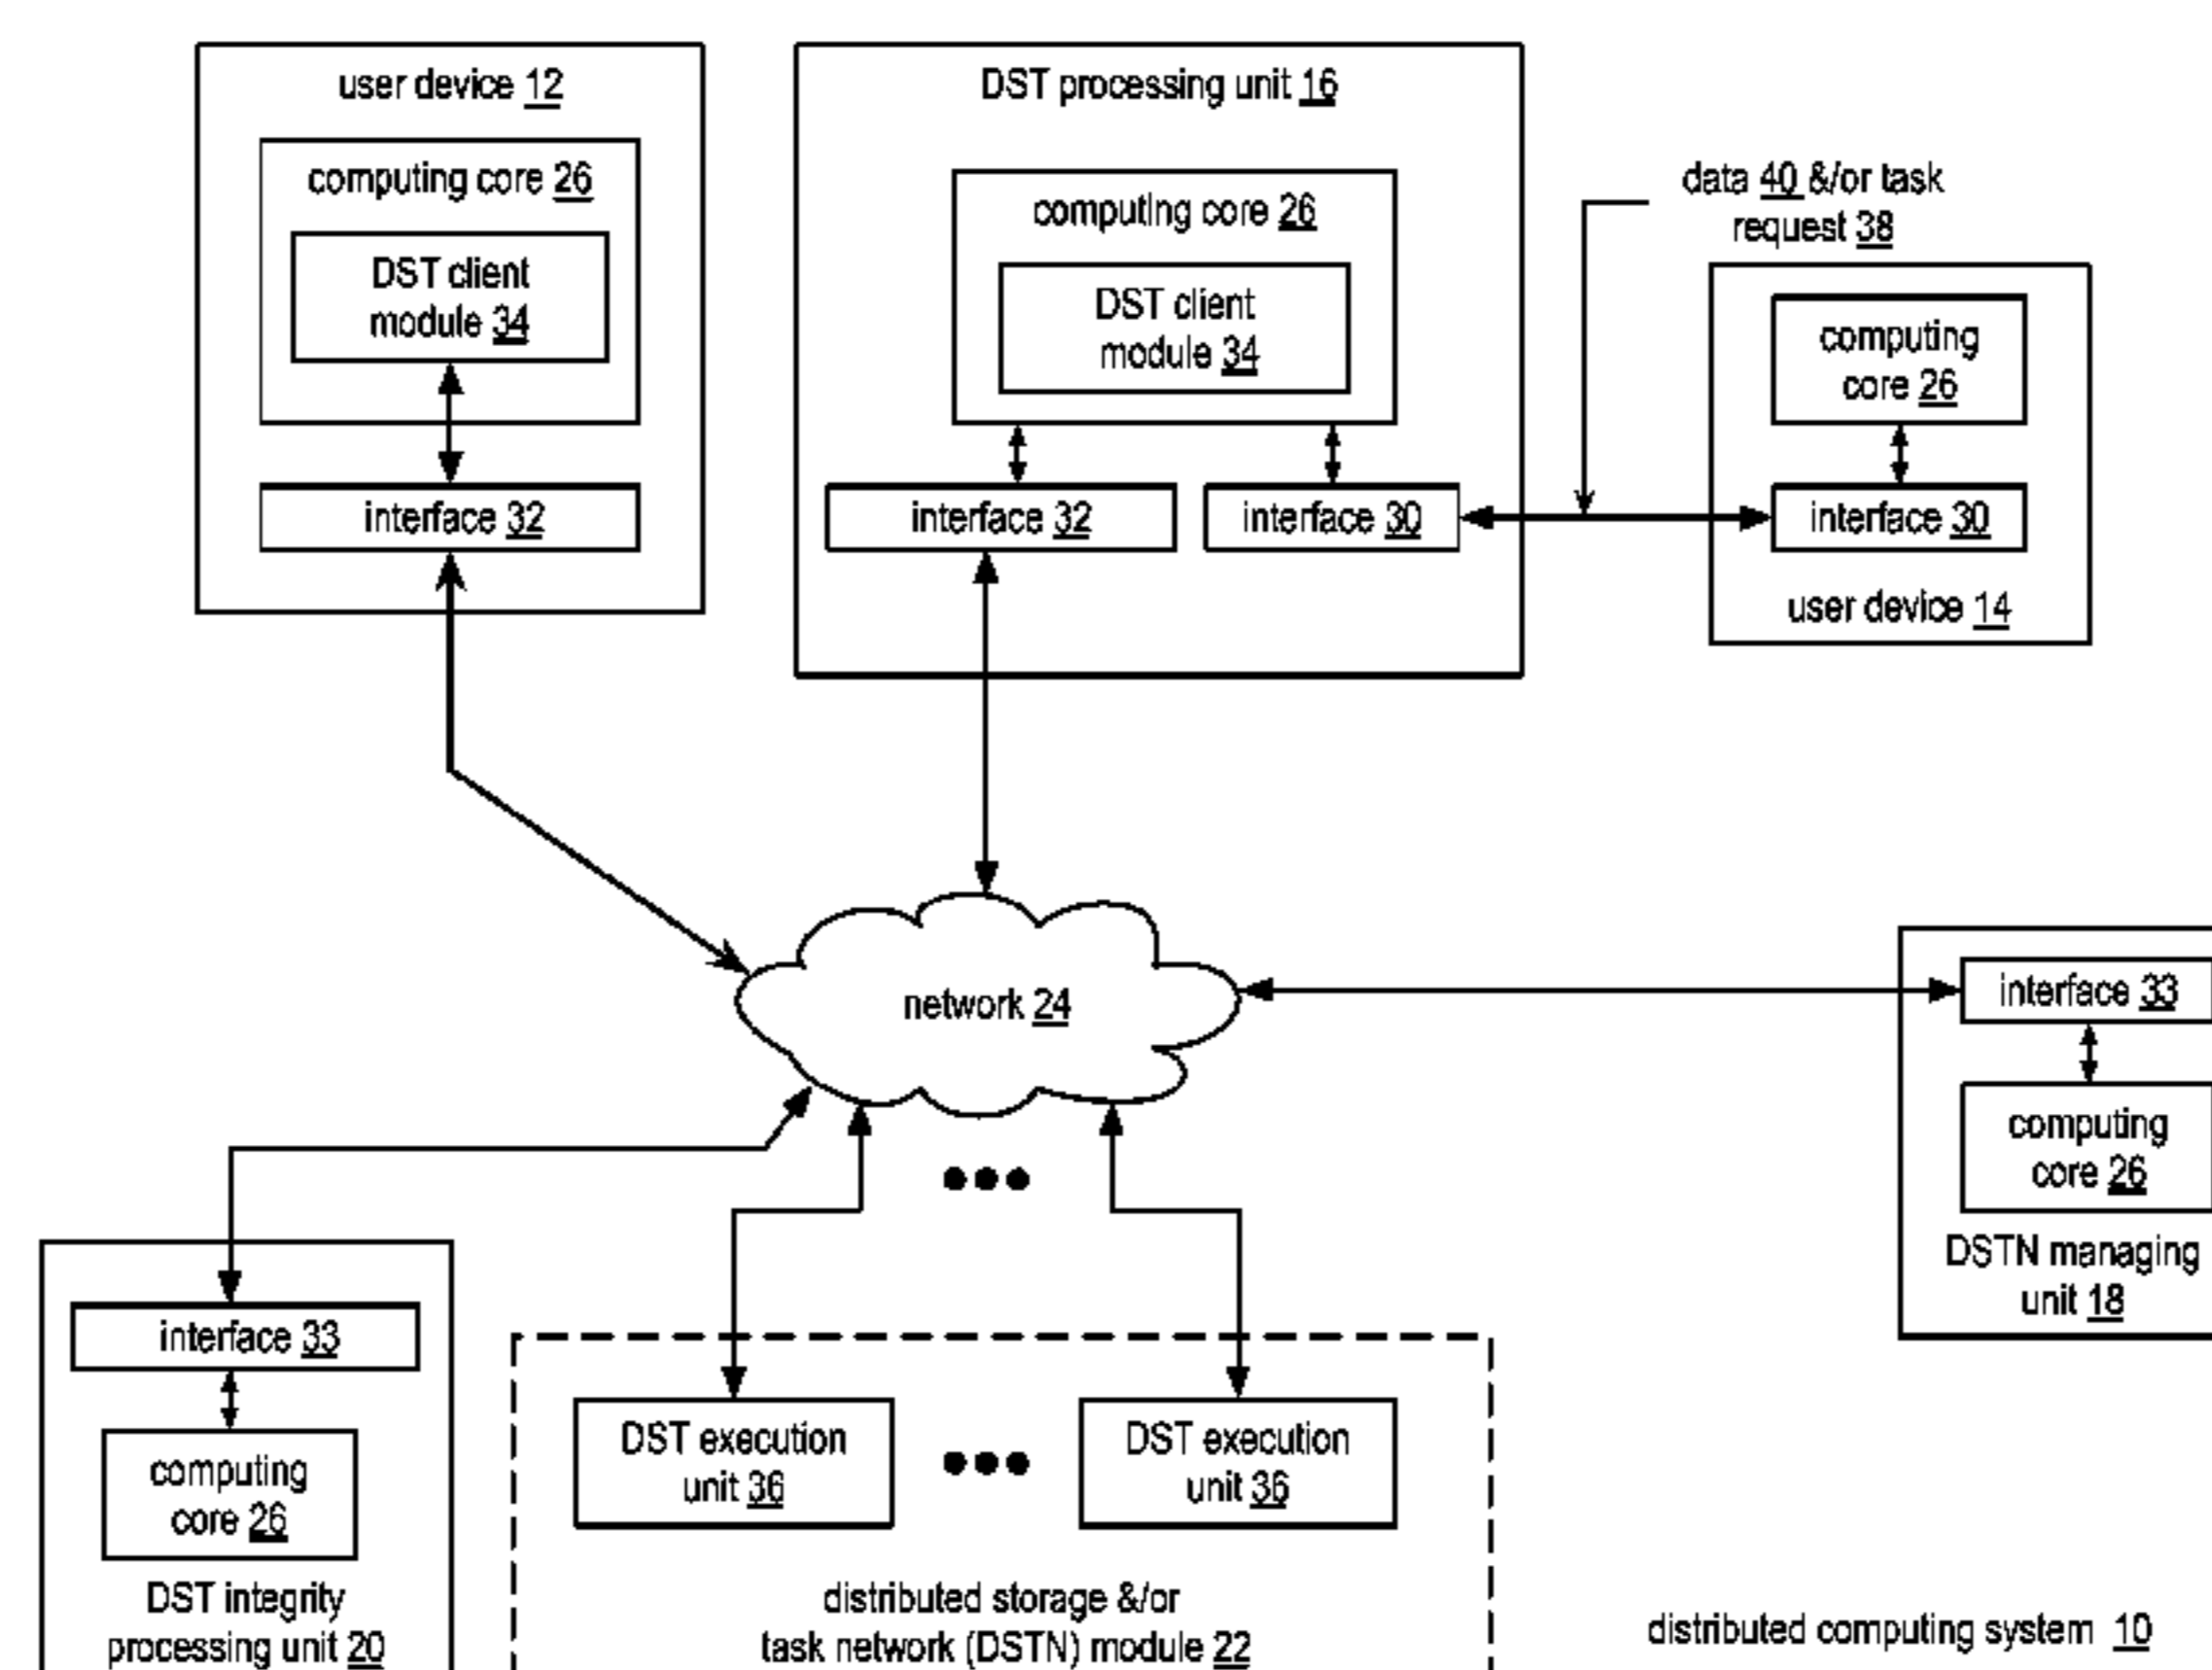 user device 12
computing core 26
DST client
module 34
interface 32
DST processing unit 16
computing core 26
DST client
module 34
interface 32
interface 30
data 40 &/or task
request 38
computing
core 26
interface 30
user device 14
network 24
interface 33
computing
core 26
DSTN managing
unit 18
interface 33
computing
core 26
DST integrity
processing unit 20
DST execution
unit 36
DST execution
unit 36
distributed storage &/or
task network (DSTN) module 22
distributed computing system 10